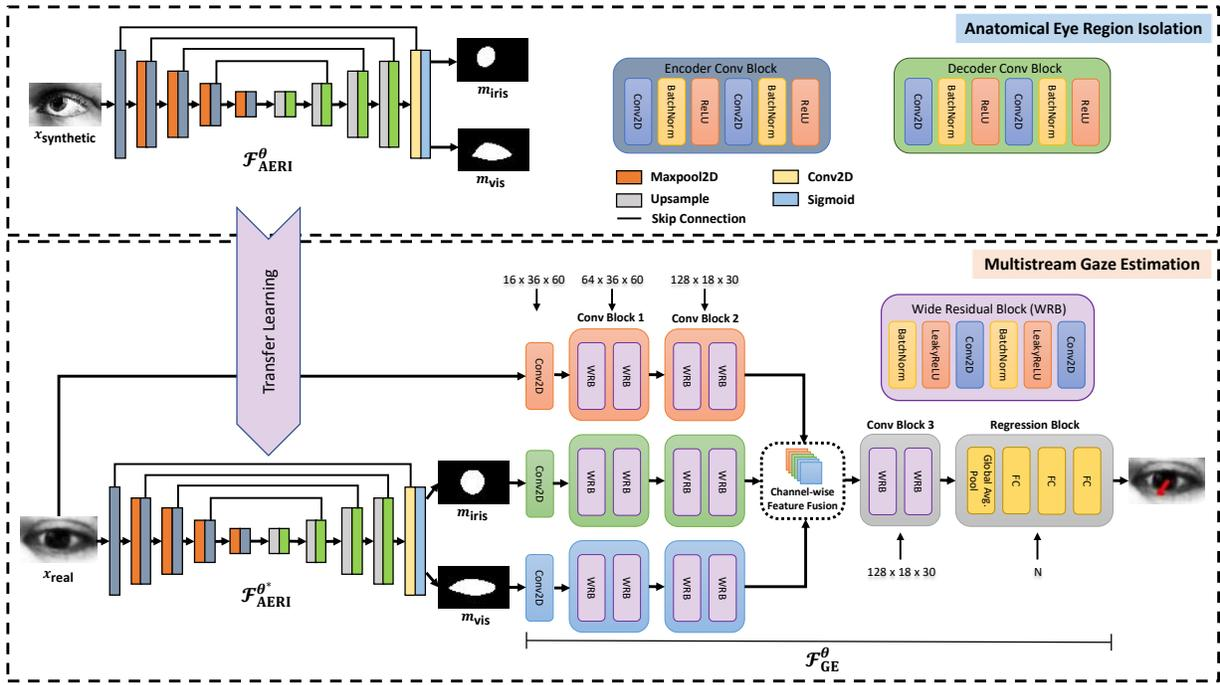 Anatomical Eye Region Isolation
Encoder Conv Block
Conv2D
BatchNorm
ReLU
Conv2D
BatchNorm
ReLU
Decoder Conv Block
Conv2D
BatchNorm
ReLU
Conv2D
BatchNorm
ReLU
x_synthetic
m_iris
m_vis
ℱ^θ_AERI
Maxpool2D
Conv2D
Upsample
Sigmoid
Skip Connection
Transfer Learning
Multistream Gaze Estimation
16 x 36 x 60
64 x 36 x 60
128 x 18 x 30
Conv Block 1
Conv Block 2
Conv2D
WRB
WRB
WRB
WRB
Wide Residual Block (WRB)
BatchNorm
LeakyReLU
Conv2D
BatchNorm
LeakyReLU
Conv2D
Conv2D
WRB
WRB
WRB
WRB
Conv2D
WRB
WRB
WRB
WRB
Channel-wise
Feature Fusion
Conv Block 3
WRB
WRB
128 x 18 x 30
Regression Block
Global Avg.
Pool
FC
FC
FC
N
x_real
m_iris
m_vis
ℱ^θ*_AERI
ℱ^θ_GE